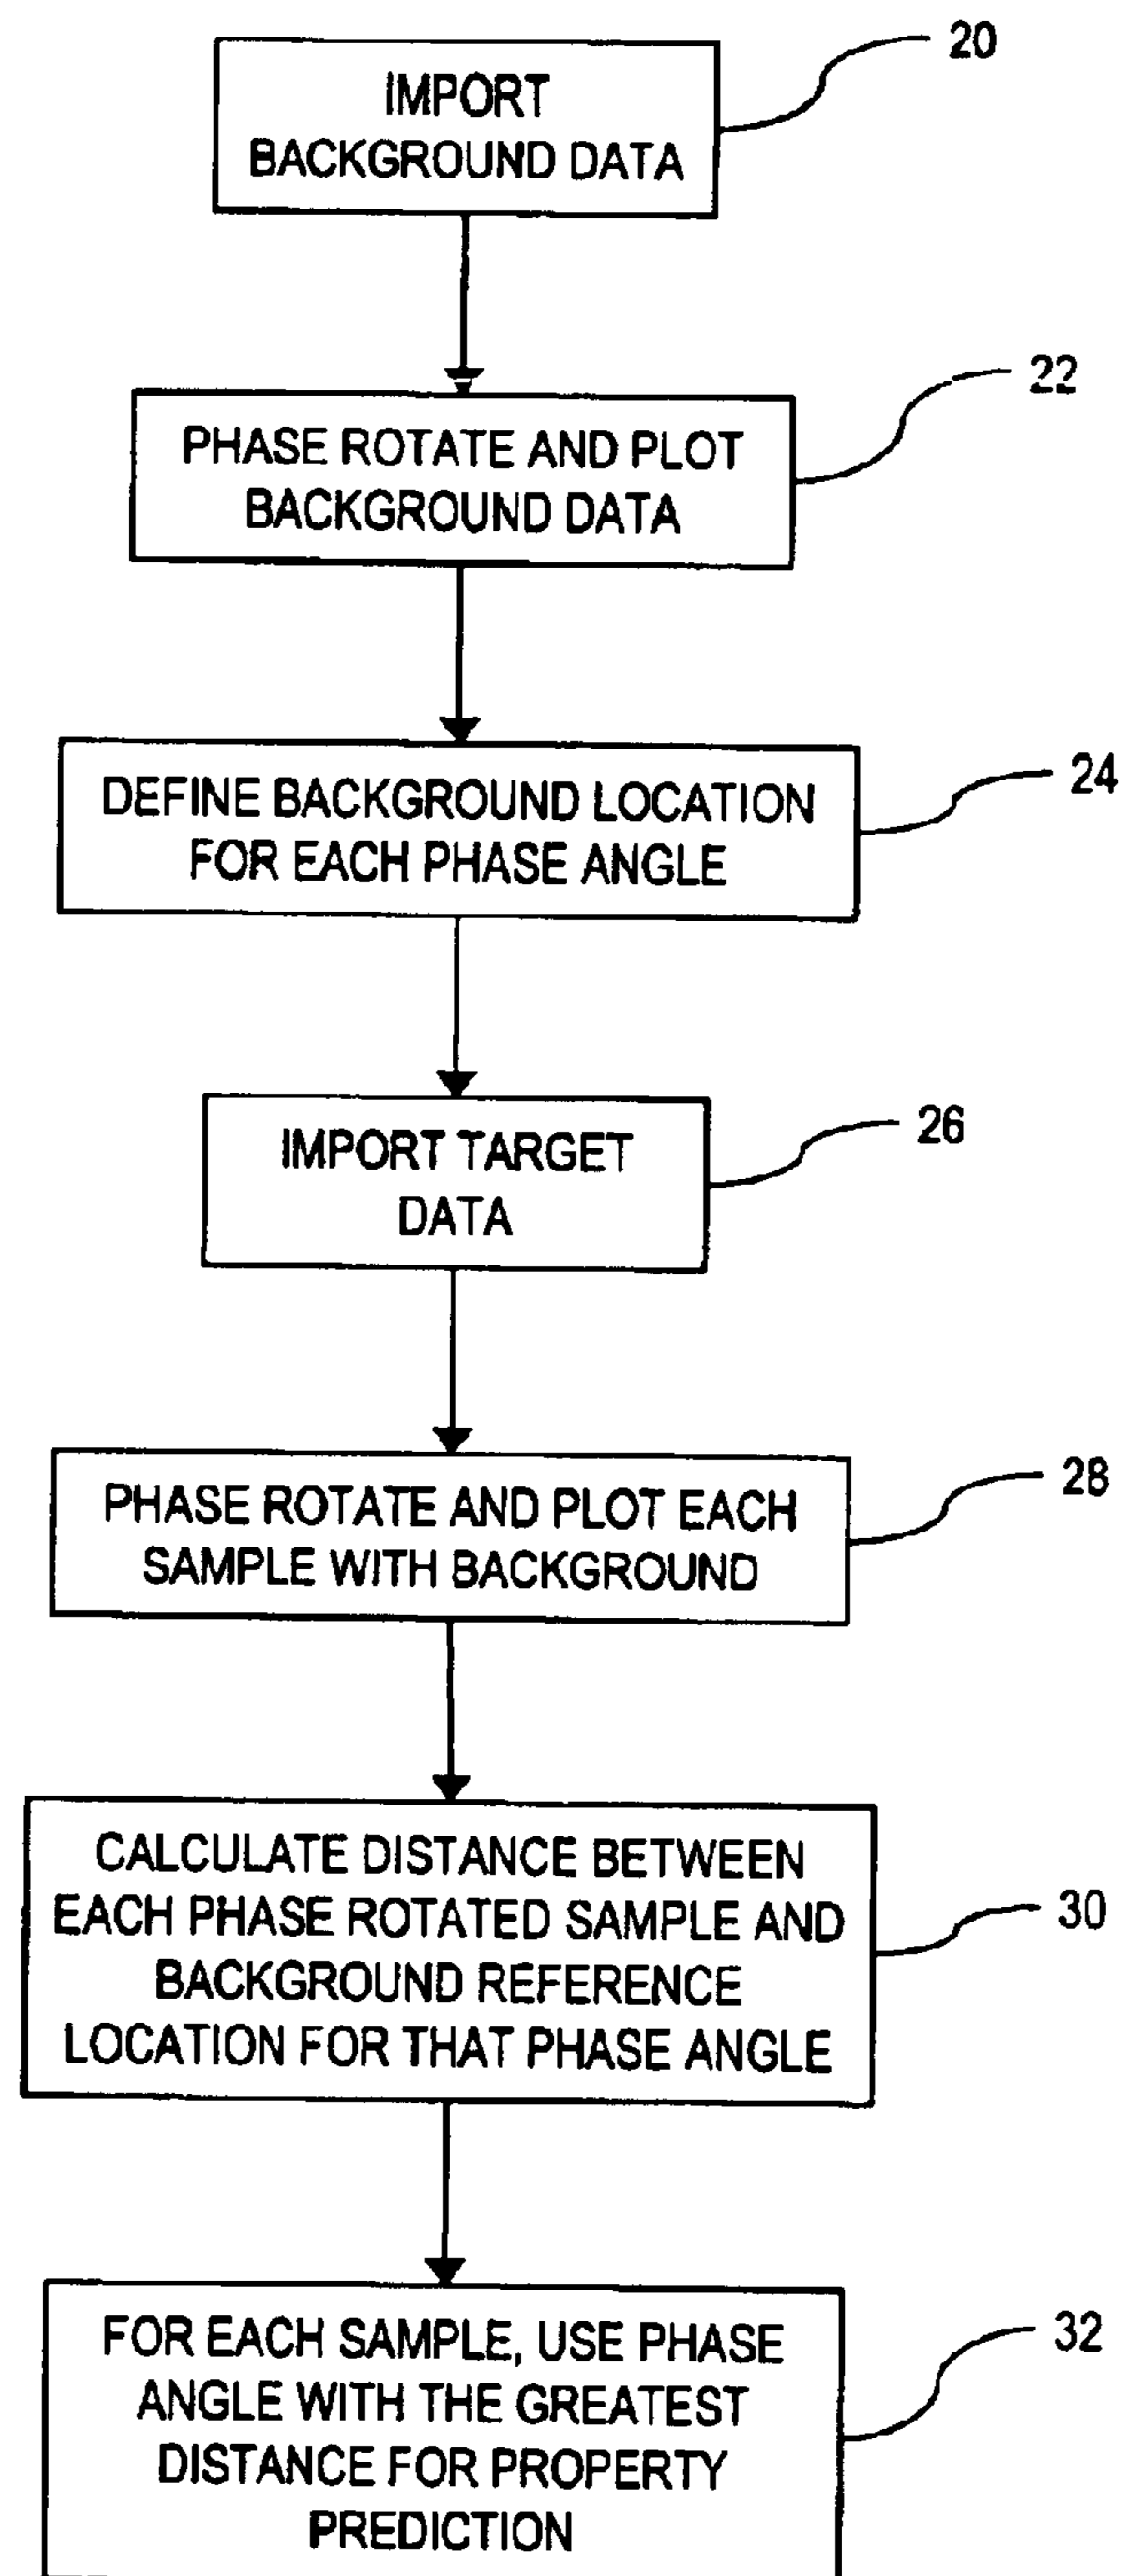 20
IMPORT
BACKGROUND DATA
22
PHASE ROTATE AND PLOT
BACKGROUND DATA
24
DEFINE BACKGROUND LOCATION
FOR EACH PHASE ANGLE
26
IMPORT TARGET
DATA
28
PHASE ROTATE AND PLOT EACH
SAMPLE WITH BACKGROUND
CALCULATE DISTANCE BETWEEN
EACH PHASE ROTATED SAMPLE AND
30
BACKGROUND REFERENCE
LOCATION FOR THAT PHASE ANGLE
32
FOR EACH SAMPLE, USE PHASE
ANGLE WITH THE GREATEST
DISTANCE FOR PROPERTY
PREDICTION